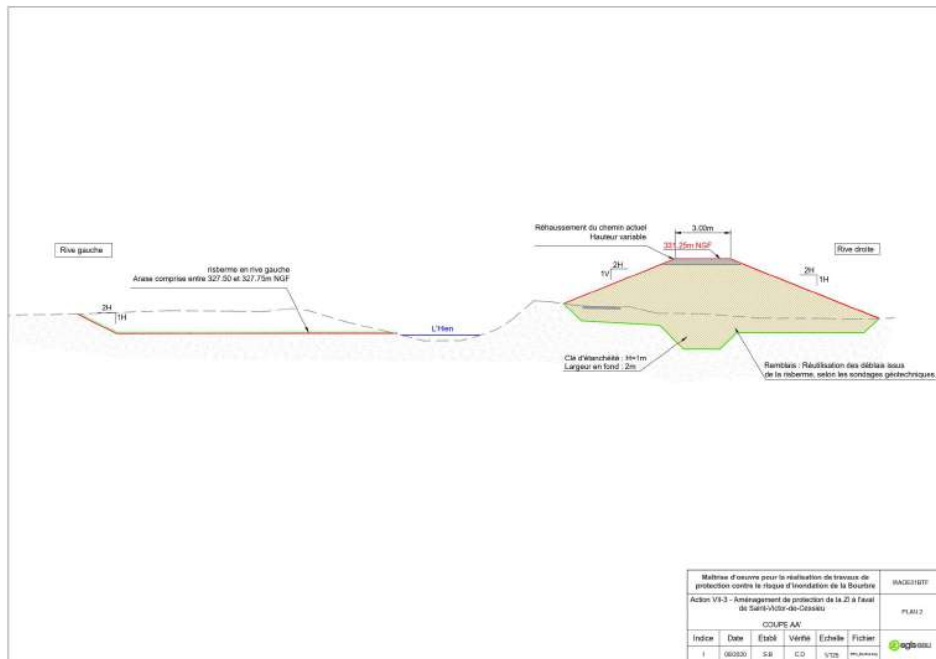 Réhaussement du chemin actuel
Hauteur variable
3.00m
331.25m NGF
Rive gauche
Rive droite
risberme en rive gauche
Arase comprise entre 327.50 et 327.75m NGF
2H
1V
2H
1H
2H
1H
L'Hien
Clé d'étanchéité : H=1m
Largeur en fond : 2m
Remblais : Réutilisation des déblais issus
de la risberme, selon les sondages géotechniques.
Maîtrise d'oeuvre pour la réalisation de travaux de
protection contre le risque d'inondation de la Bourbre
Action VII-3 - Aménagement de protection de la ZI à l'aval
de Saint-Victor-de-Cessieu
PLAN 2
COUPE AA'
Indice Date Etabli Vérifié Echelle Fichier
1 S.B C.D 1/125
egis eau